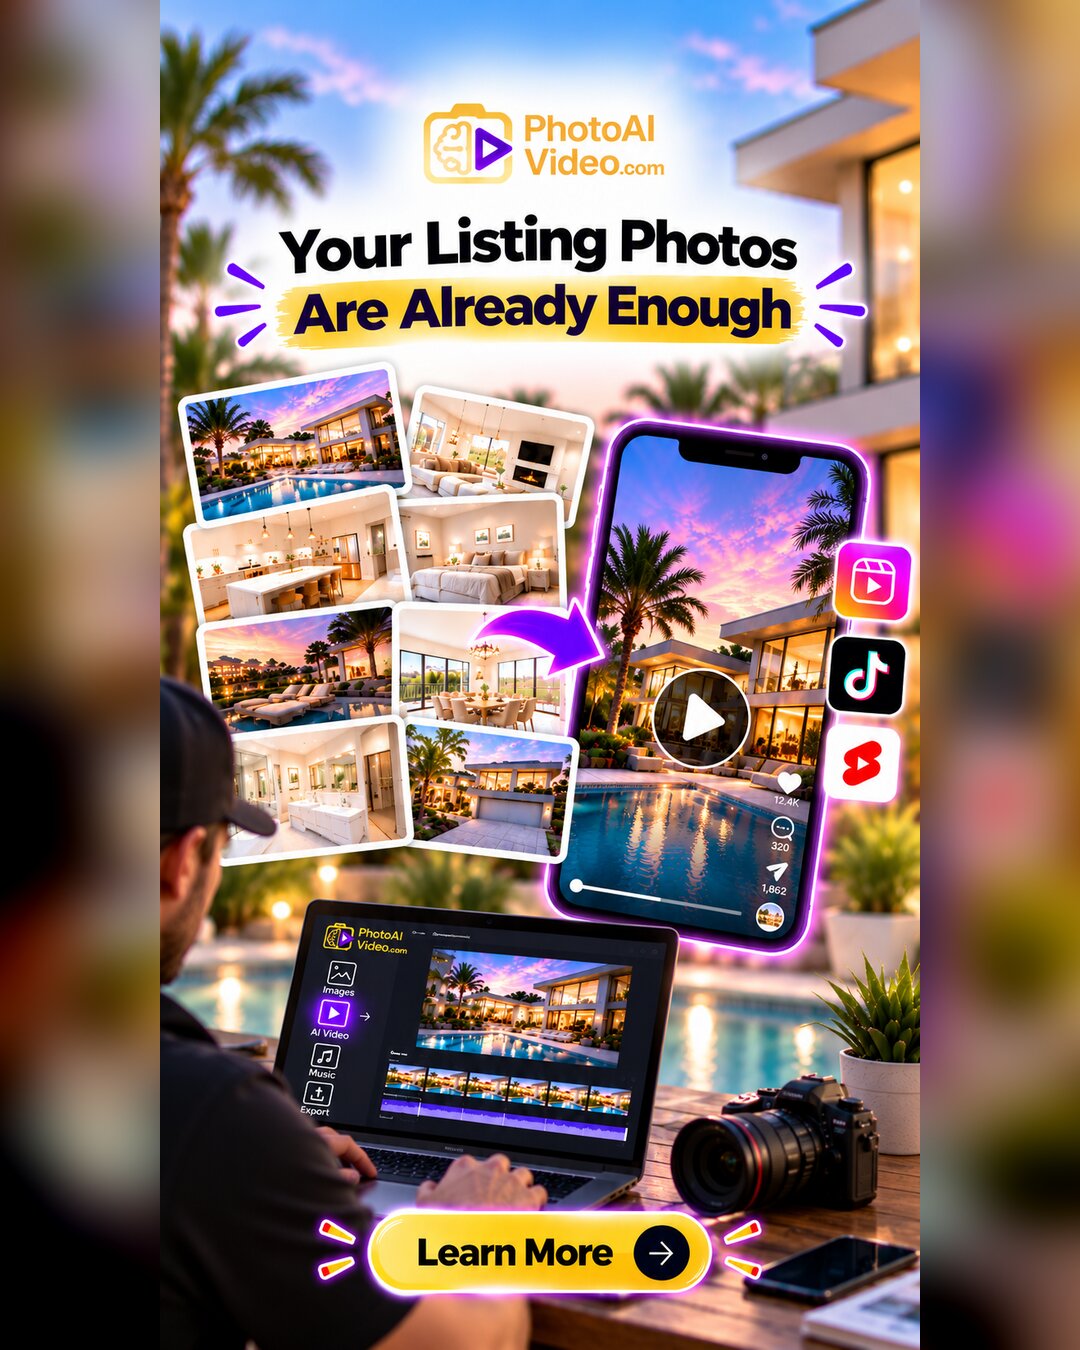 PhotoAI
Video.com
Your Listing Photos
Are Already Enough
12.4K
320
1,862
PhotoAI
Video.com
Images
AI Video
Music
Export
Learn More